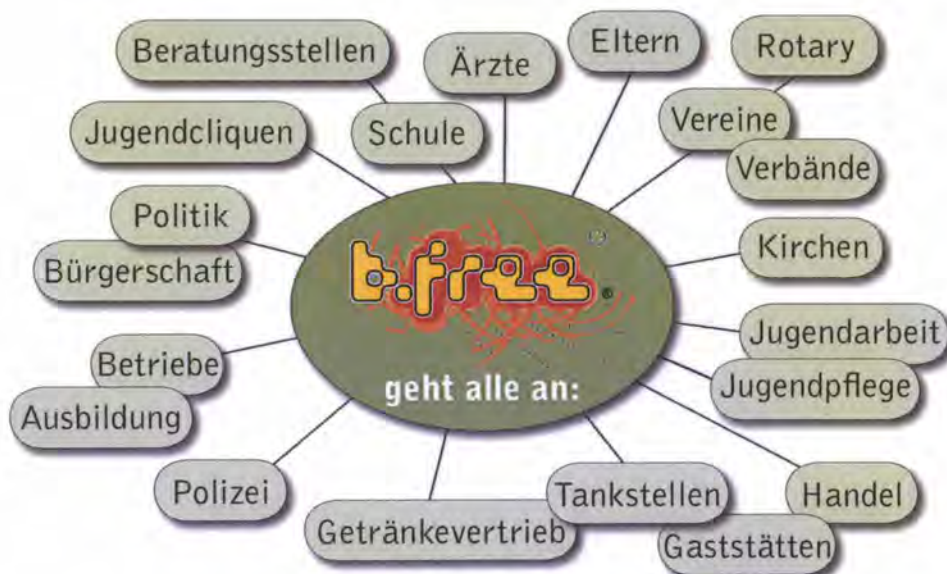 Beratungsstellen
Ärzte
Eltern
Rotary
Jugendcliquen
Schule
Vereine
Verbände
Politik
Bürgerschaft
Kirchen
b.free®
geht alle an:
Jugendarbeit
Jugendpflege
Betriebe
Ausbildung
Polizei
Getränkevertrieb
Tankstellen
Gaststätten
Handel